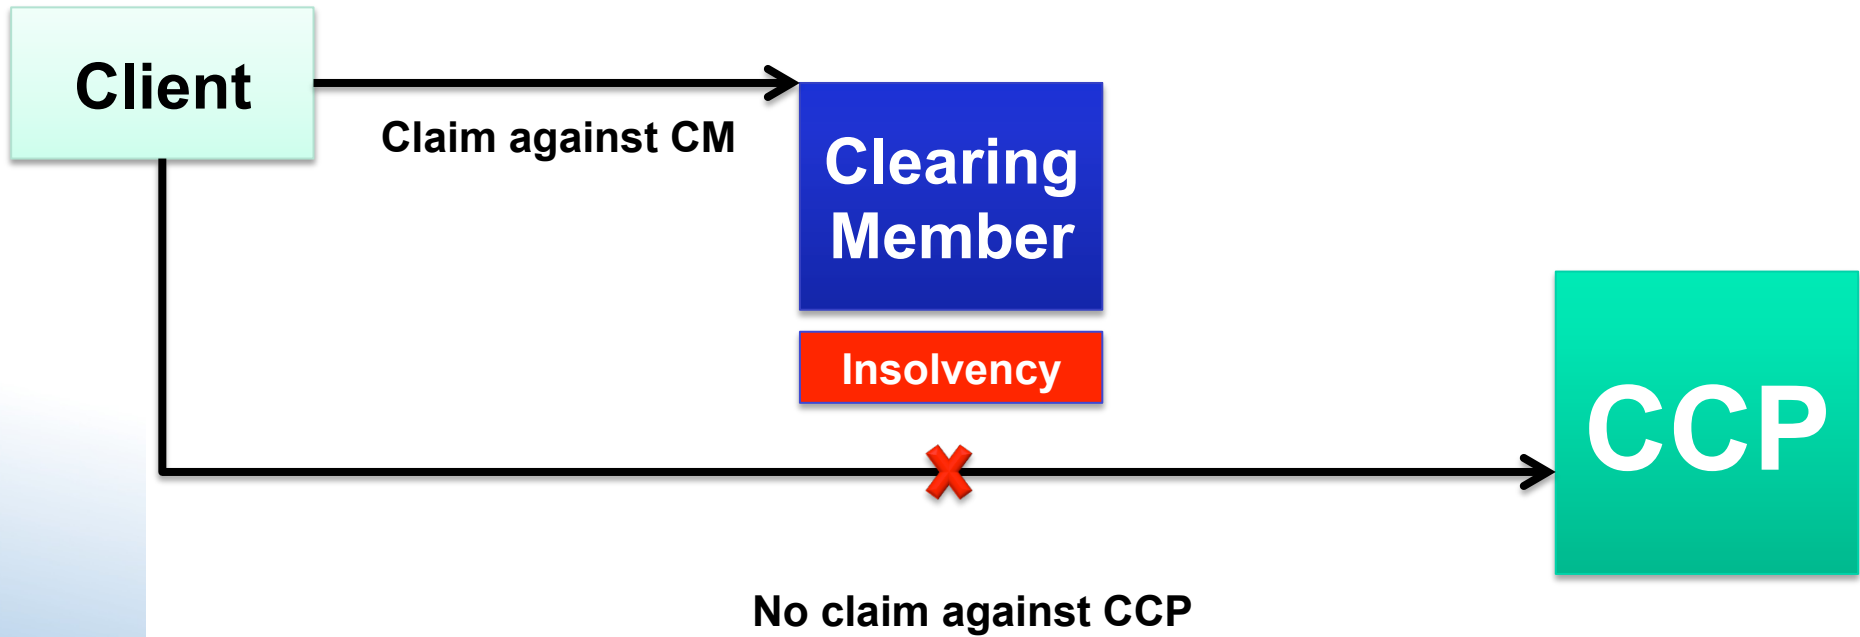 Client
Claim against CM
Clearing
Member
Insolvency
CCP
No claim against CCP